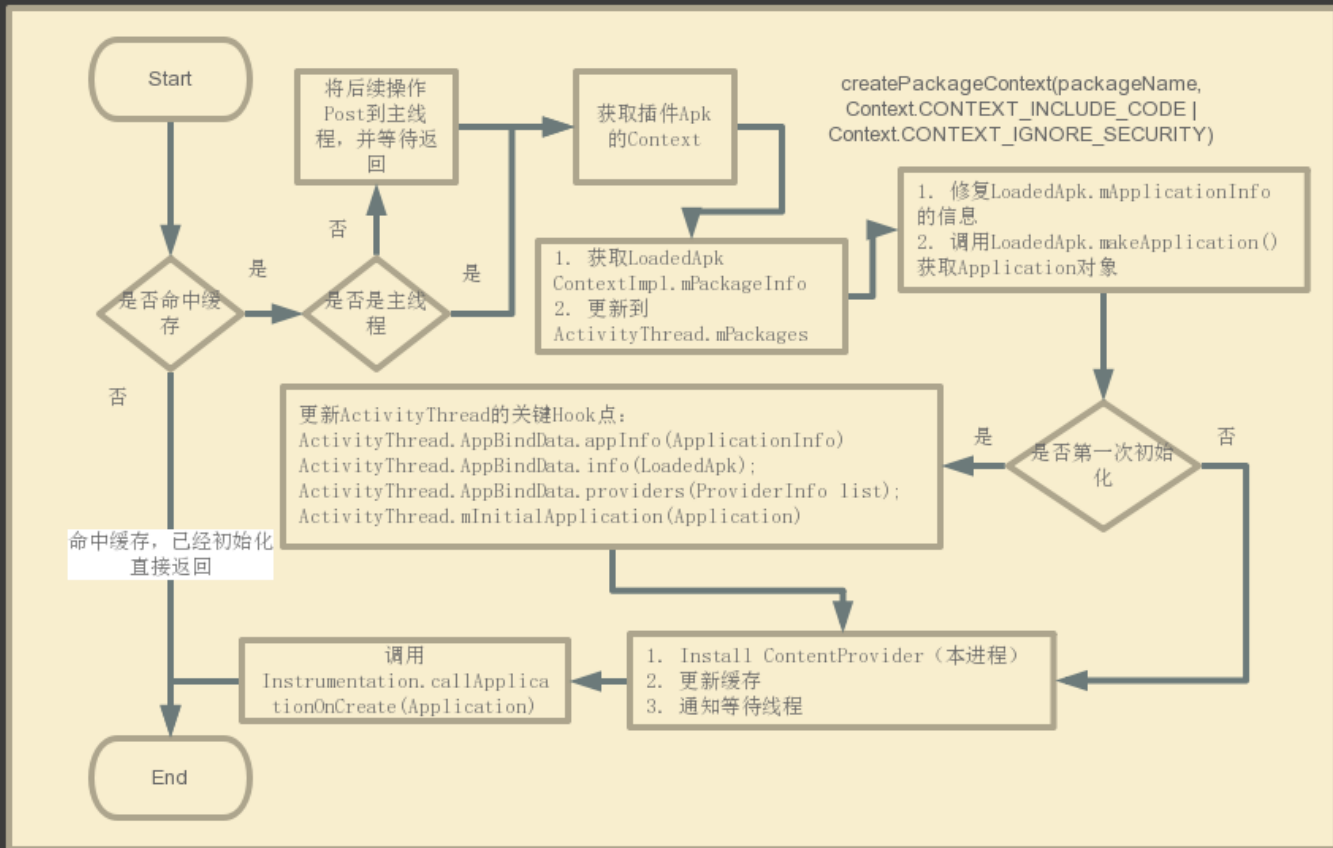 Start
将后续操作
Post到主线
程，并等待返
回
获取插件Apk
的Context
createPackageContext(packageName,
Context.CONTEXT_INCLUDE_CODE |
Context.CONTEXT_IGNORE_SECURITY)
1. 修复LoadedApk.mApplicationInfo
的信息
2. 调用LoadedApk.makeApplication()
获取Application对象
否
是
是
是否命中缓
存
是否是主线
程
1. 获取LoadedApk
ContextImpl.mPackageInfo
2. 更新到
ActivityThread.mPackages
否
更新ActivityThread的关键Hook点：
ActivityThread.AppBindData.appInfo(ApplicationInfo)
ActivityThread.AppBindData.info(LoadedApk);
ActivityThread.AppBindData.providers(ProviderInfo list);
ActivityThread.mInitialApplication(Application)
是
否
是否第一次初始
化
命中缓存，已经初始化
直接返回
调用
Instrumentation.callApplica
tionOnCreate(Application)
1. Install ContentProvider（本进程）
2. 更新缓存
3. 通知等待线程
End